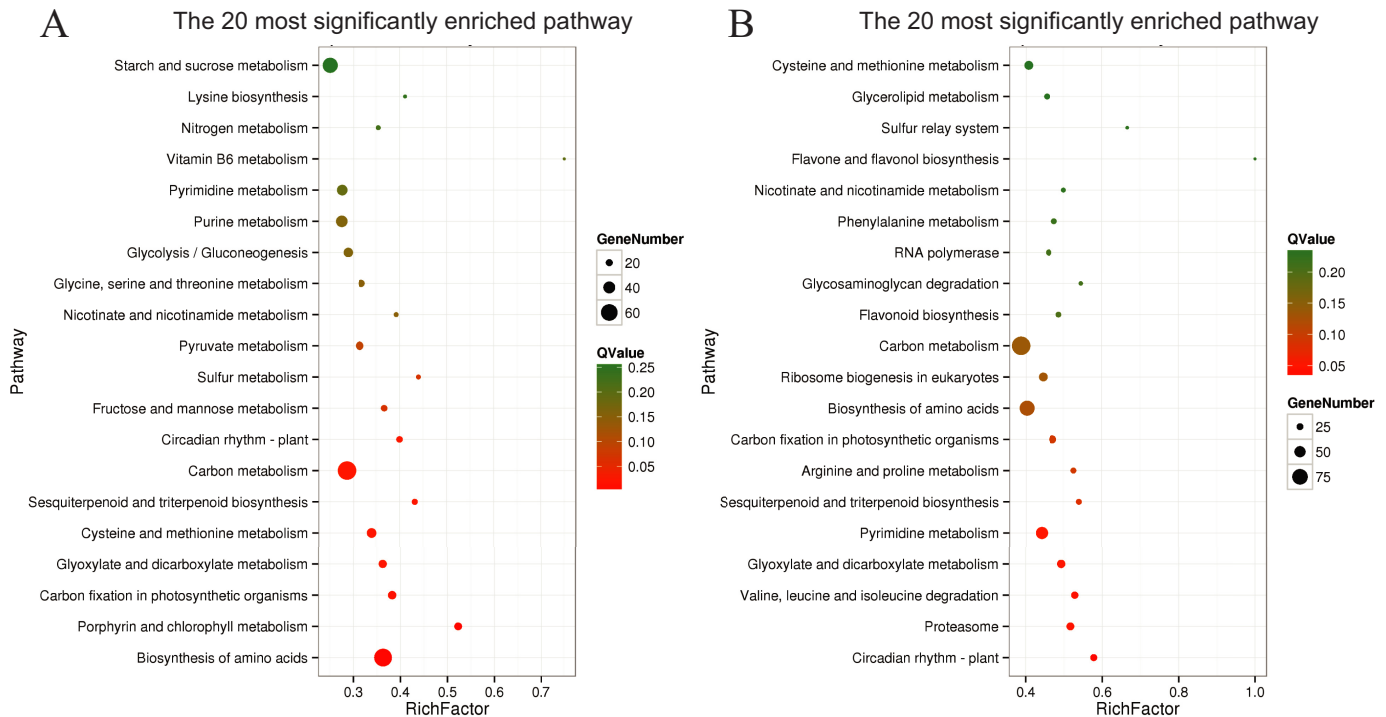 A
The 20 most significantly enriched pathway
Starch and sucrose metabolism
Lysine biosynthesis
Nitrogen metabolism
Vitamin B6 metabolism
Pyrimidine metabolism
Purine metabolism
Glycolysis / Gluconeogenesis
Glycine, serine and threonine metabolism
Nicotinate and nicotinamide metabolism
Pyruvate metabolism
Sulfur metabolism
Fructose and mannose metabolism
Circadian rhythm - plant
Carbon metabolism
Sesquiterpenoid and triterpenoid biosynthesis
Cysteine and methionine metabolism
Glyoxylate and dicarboxylate metabolism
Carbon fixation in photosynthetic organisms
Porphyrin and chlorophyll metabolism
Biosynthesis of amino acids
Pathway
0.3 0.4 0.5 0.6 0.7
RichFactor
GeneNumber
20
40
60
QValue
0.25
0.20
0.15
0.10
0.05
B
The 20 most significantly enriched pathway
Cysteine and methionine metabolism
Glycerolipid metabolism
Sulfur relay system
Flavone and flavonol biosynthesis
Nicotinate and nicotinamide metabolism
Phenylalanine metabolism
RNA polymerase
Glycosaminoglycan degradation
Flavonoid biosynthesis
Carbon metabolism
Ribosome biogenesis in eukaryotes
Biosynthesis of amino acids
Carbon fixation in photosynthetic organisms
Arginine and proline metabolism
Sesquiterpenoid and triterpenoid biosynthesis
Pyrimidine metabolism
Glyoxylate and dicarboxylate metabolism
Valine, leucine and isoleucine degradation
Proteasome
Circadian rhythm - plant
Pathway
0.4 0.6 0.8 1.0
RichFactor
QValue
0.20
0.15
0.10
0.05
GeneNumber
25
50
75